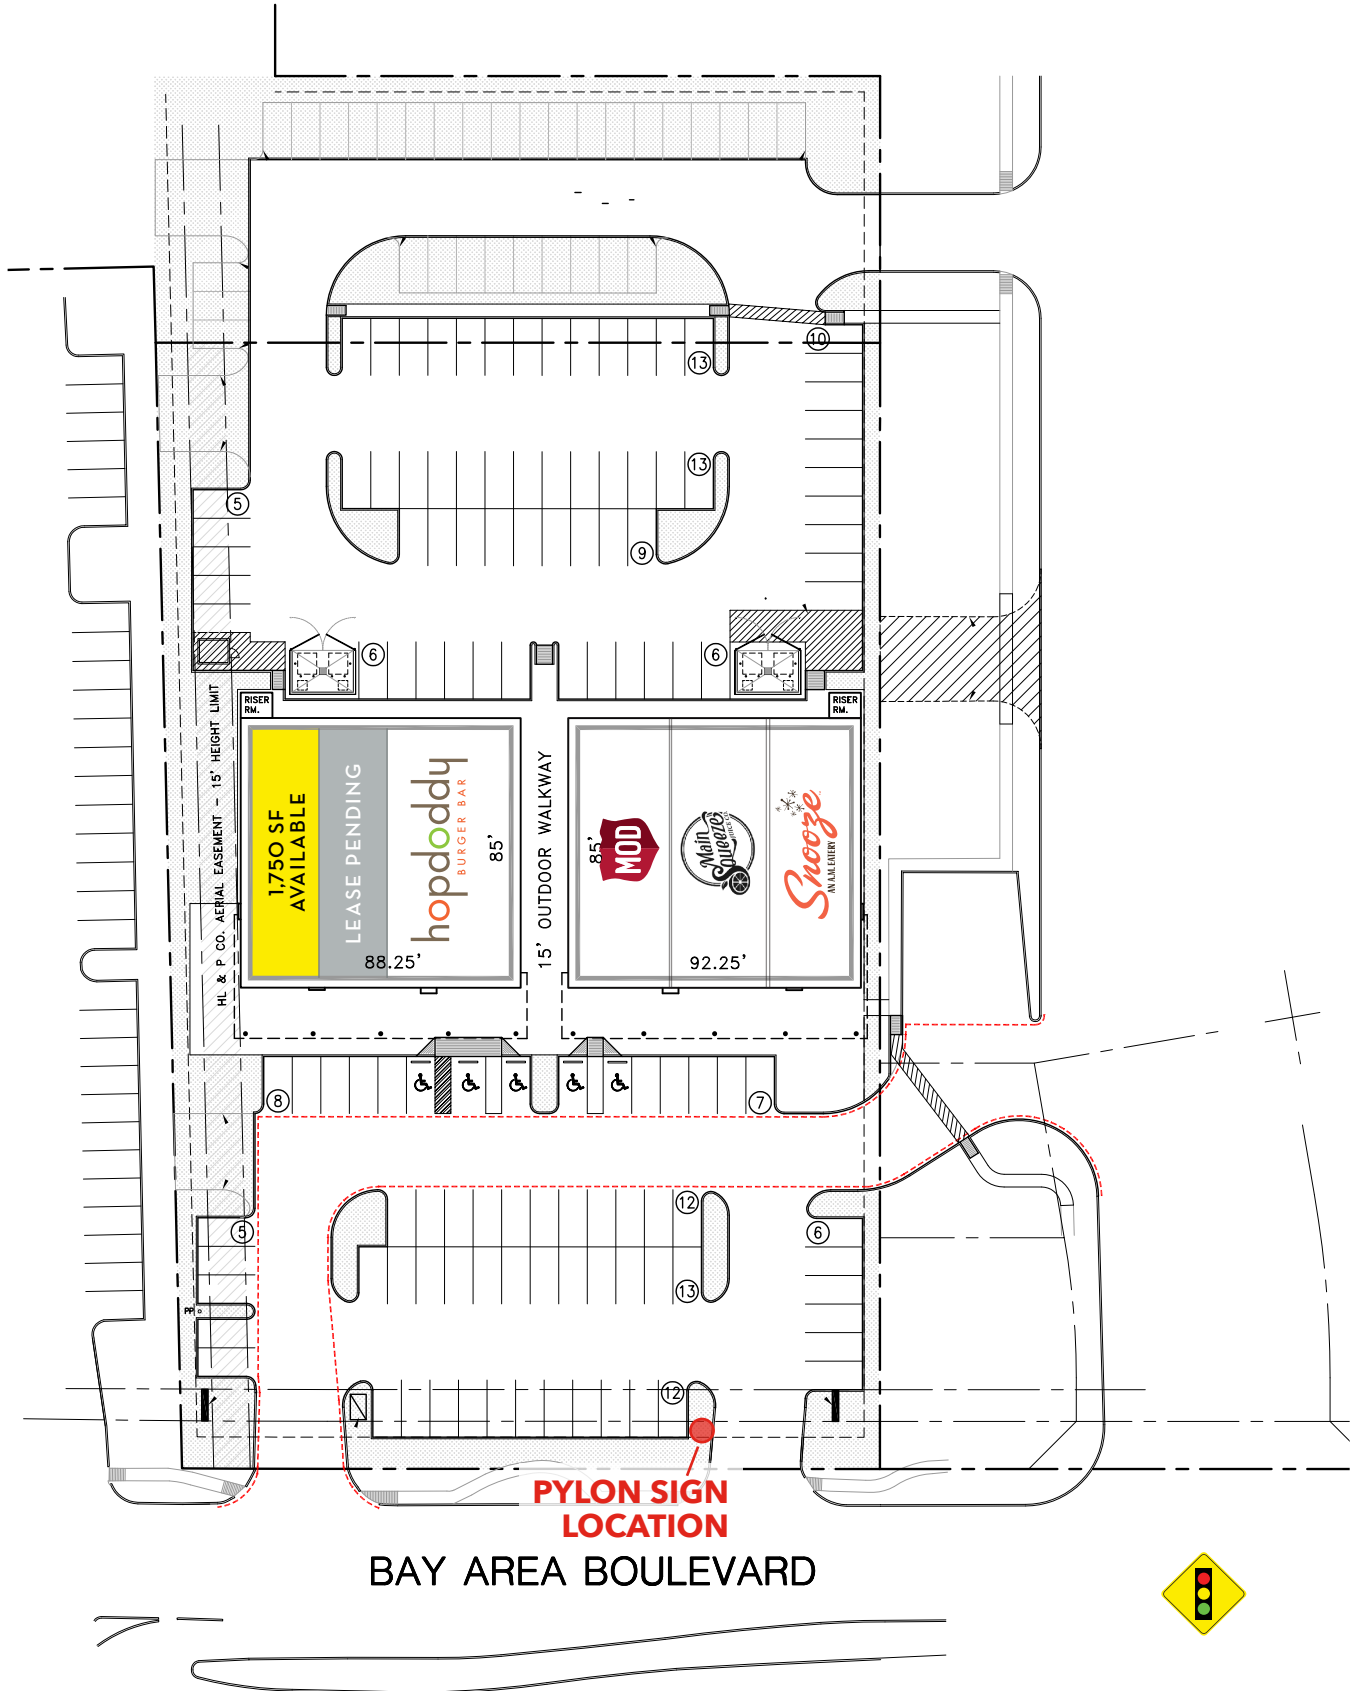 10
13
13
5
9
6
6
RISER
RM.
RISER
RM.
HL & P CO. AERIAL EASEMENT - 15' HEIGHT LIMIT
1,750 SF
AVAILABLE
LEASE PENDING
hopdoddy
BURGER BAR
85'
88.25'
15' OUTDOOR WALKWAY
85'
MOD
Main
Squeeze
Snooze
AN A.M. EATERY
92.25'
8
7
12
5
6
13
PP
12
PYLON SIGN
LOCATION
BAY AREA BOULEVARD